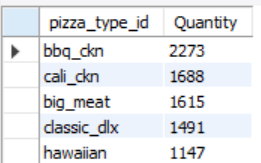 pizza_type_id Quantity
bbq_ckn 2273
cali_ckn 1688
big_meat 1615
classic_dlx 1491
hawaiian 1147